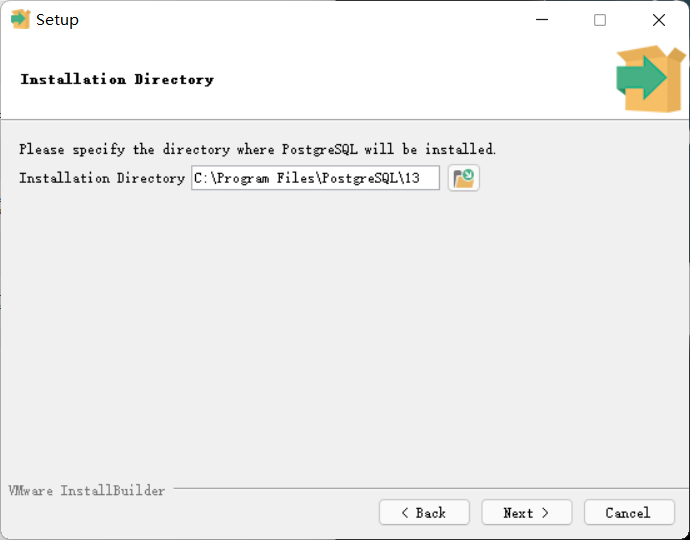 Setup
Installation Directory
Please specify the directory where PostgreSQL will be installed.
Installation Directory C:\Program Files\PostgreSQL\13
VMware InstallBuilder
< Back Next > Cancel